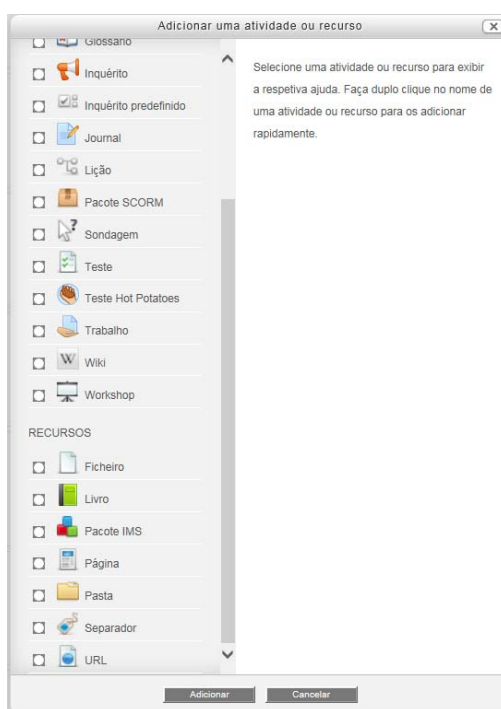 Adicionar uma atividade ou recurso
Glossário
Inquérito
Inquérito predefinido
Journal
Lição
Pacote SCORM
Sondagem
Teste
Teste Hot Potatoes
Trabalho
Wiki
Workshop
RECURSOS
Ficheiro
Livro
Pacote IMS
Página
Pasta
Separador
URL
Selecione uma atividade ou recurso para exibir
a respetiva ajuda. Faça duplo clique no nome de
uma atividade ou recurso para os adicionar
rapidamente.
Adicionar
Cancelar